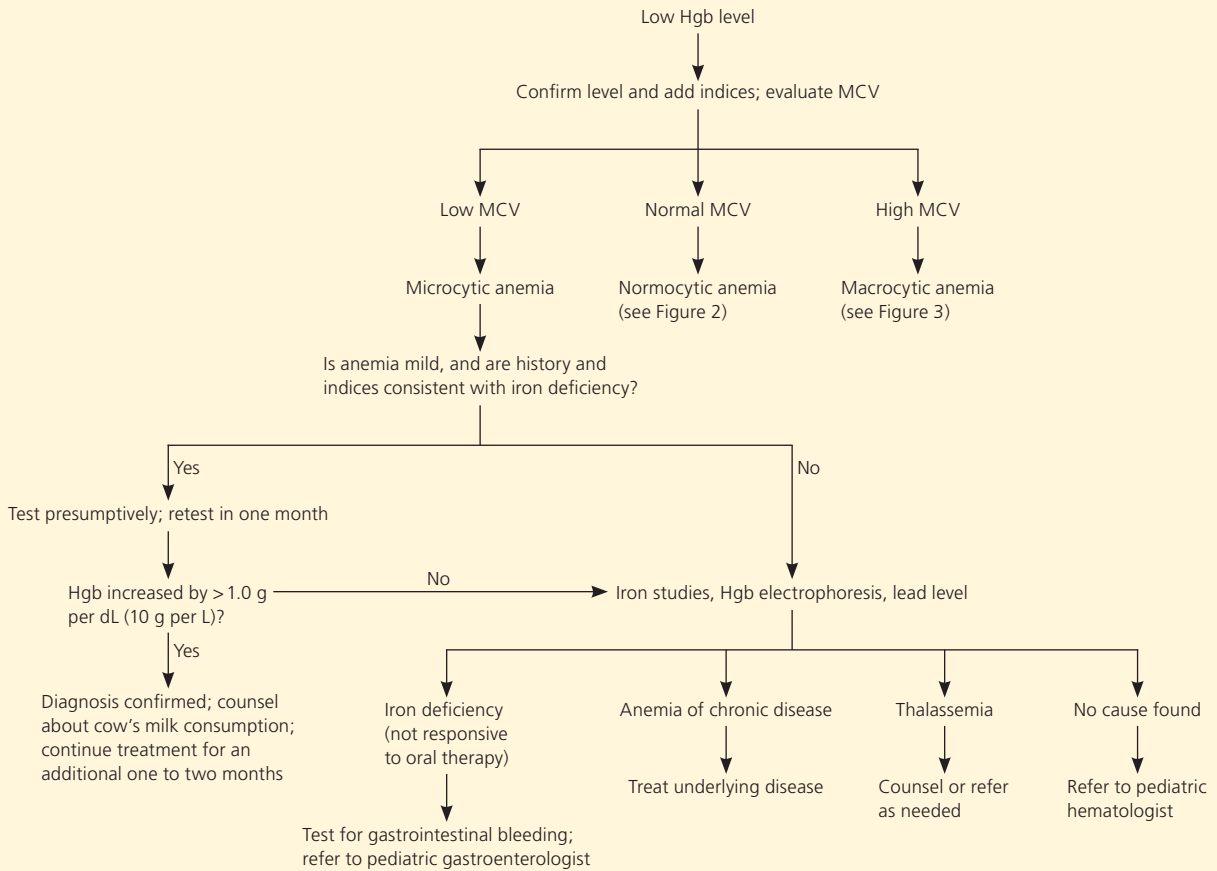 Low Hgb level
Confirm level and add indices; evaluate MCV
Low MCV
Normal MCV
High MCV
Microcytic anemia
Normocytic anemia
(see Figure 2)
Macrocytic anemia
(see Figure 3)
Is anemia mild, and are history and
indices consistent with iron deficiency?
Yes
No
Test presumptively; retest in one month
Hgb increased by >1.0 g
per dL (10 g per L)?
No
Iron studies, Hgb electrophoresis, lead level
Yes
Diagnosis confirmed; counsel
about cow's milk consumption;
continue treatment for an
additional one to two months
Iron deficiency
(not responsive
to oral therapy)
Anemia of chronic disease
Thalassemia
No cause found
Test for gastrointestinal bleeding;
refer to pediatric gastroenterologist
Treat underlying disease
Counsel or refer
as needed
Refer to pediatric
hematologist